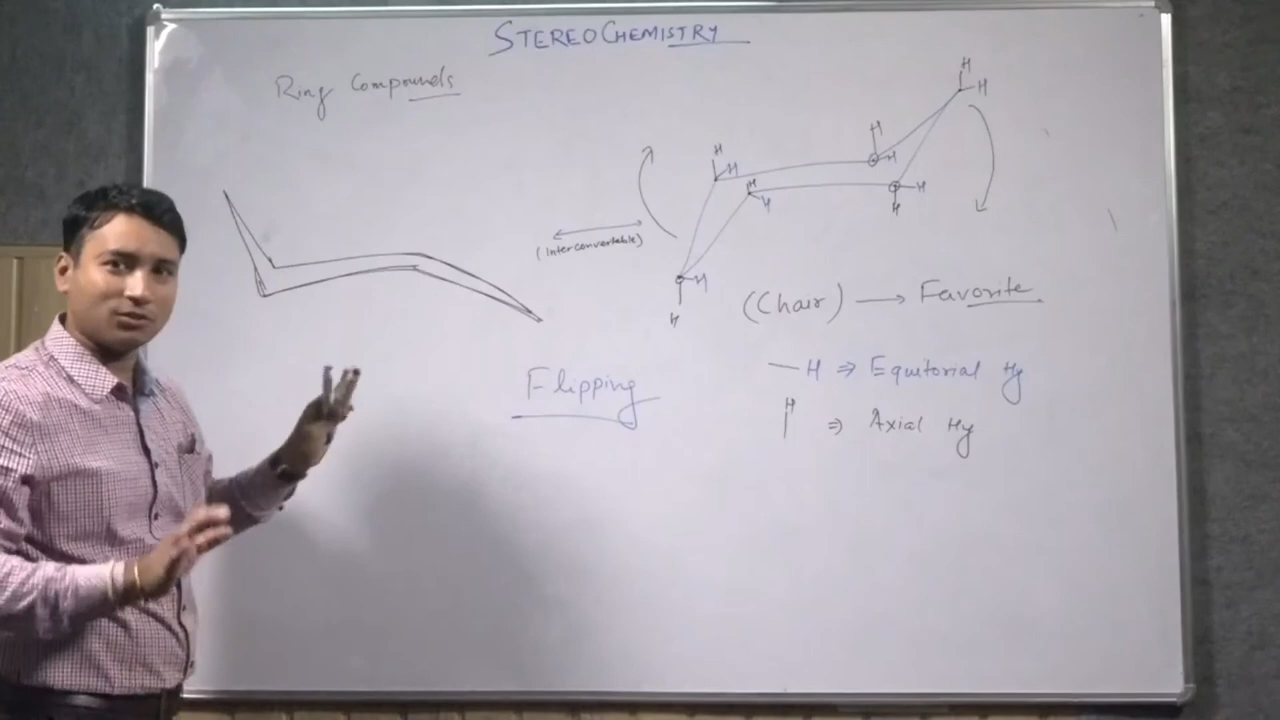 STEREOCHEMISTRY
Ring Compounds
H
H
H
H
H
H
H
H
H
H
H
H
(Interconvertable)
(Chair) → Favorite
Flipping
—H ⇒ Equitorial Hy
H
| ⇒ Axial Hy